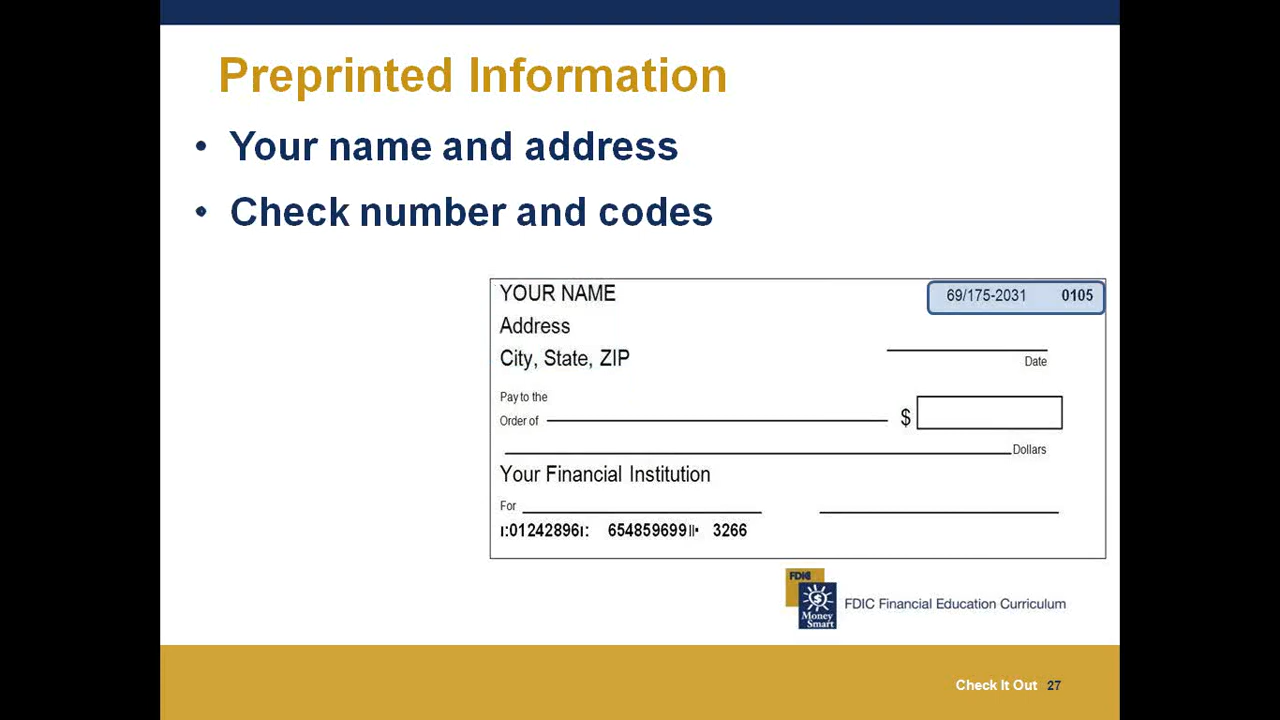 Preprinted Information
• Your name and address
• Check number and codes
YOUR NAME
69/175-2031 0105
Address
City, State, ZIP
Date
Pay to the
Order of
$
Dollars
Your Financial Institution
For
ı:01242896ı: 654859699॥· 3266
FDIC
Money
Smart
FDIC Financial Education Curriculum
Check It Out 27